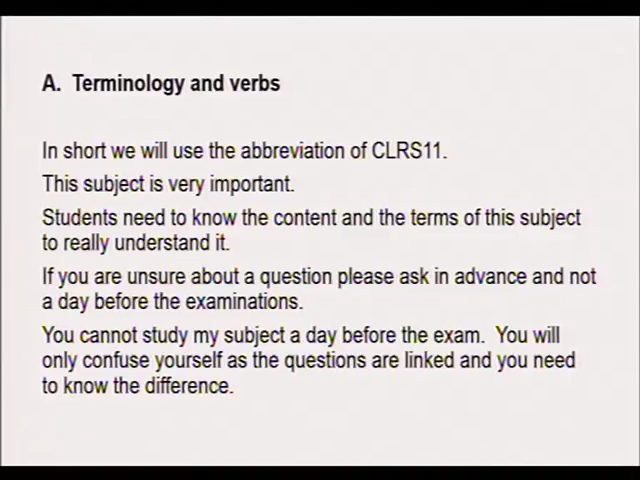 A. Terminology and verbs
In short we will use the abbreviation of CLRS11.
This subject is very important.
Students need to know the content and the terms of this subject
to really understand it.
If you are unsure about a question please ask in advance and not
a day before the examinations.
You cannot study my subject a day before the exam. You will
only confuse yourself as the questions are linked and you need
to know the difference.